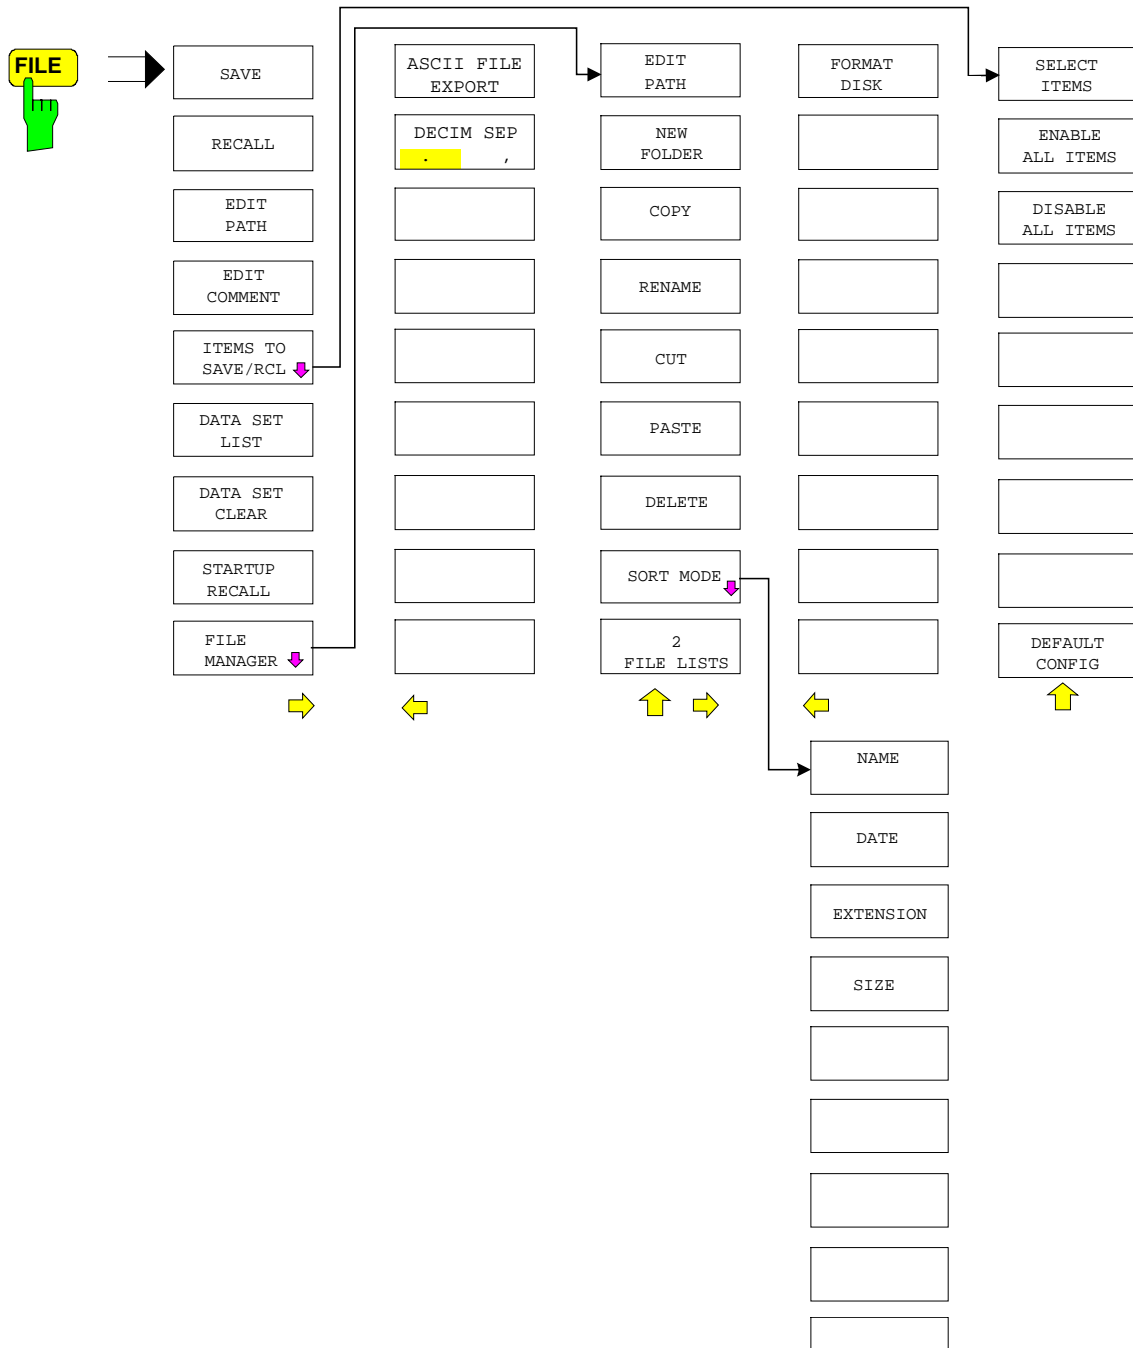 FILE
SAVE
RECALL
EDIT
PATH
EDIT
COMMENT
ITEMS TO
SAVE/RCL
DATA SET
LIST
DATA SET
CLEAR
STARTUP
RECALL
FILE
MANAGER
ASCII FILE
EXPORT
DECIM SEP
. ,
EDIT
PATH
NEW
FOLDER
COPY
RENAME
CUT
PASTE
DELETE
SORT MODE
2
FILE LISTS
FORMAT
DISK
SELECT
ITEMS
ENABLE
ALL ITEMS
DISABLE
ALL ITEMS
DEFAULT
CONFIG
NAME
DATE
EXTENSION
SIZE